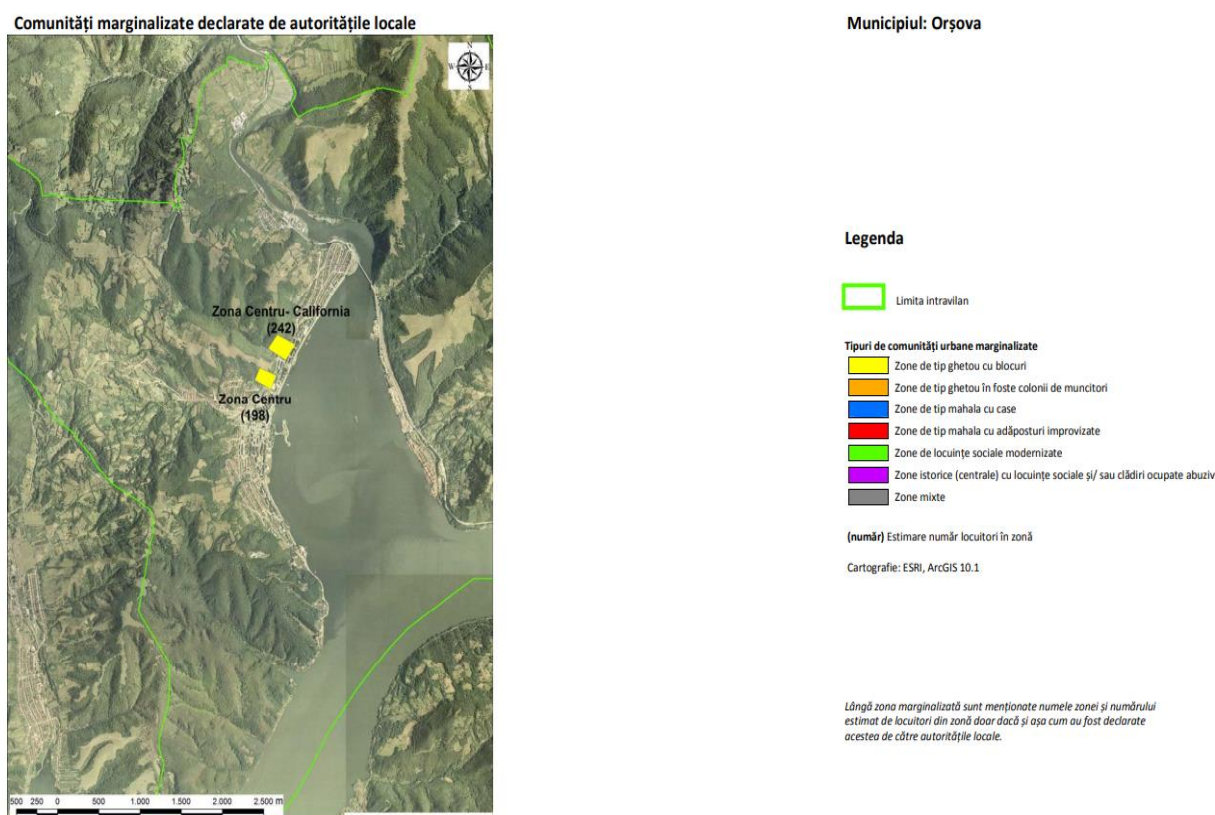 Comunități marginalizate declarate de autoritățile locale
Municipiul: Orșova
N
W E
S
Zona Centru- California
(242)
Zona Centru
(198)
500 250 0 500 1.000 1.500 2.000 2.500 m
Legenda
Limita intravilan
Tipuri de comunități urbane marginalizate
Zone de tip ghetou cu blocuri
Zone de tip ghetou în foste colonii de muncitori
Zone de tip mahala cu case
Zone de tip mahala cu adăposturi improvizate
Zone de locuințe sociale modernizate
Zone istorice (centrale) cu locuințe sociale și/ sau clădiri ocupate abuziv
Zone mixte
(număr) Estimare număr locuitori în zonă
Cartografie: ESRI, ArcGIS 10.1
Lângă zona marginalizată sunt menționate numele zonei și numărului
estimat de locuitori din zonă doar dacă și așa cum au fost declarate
acestea de către autoritățile locale.